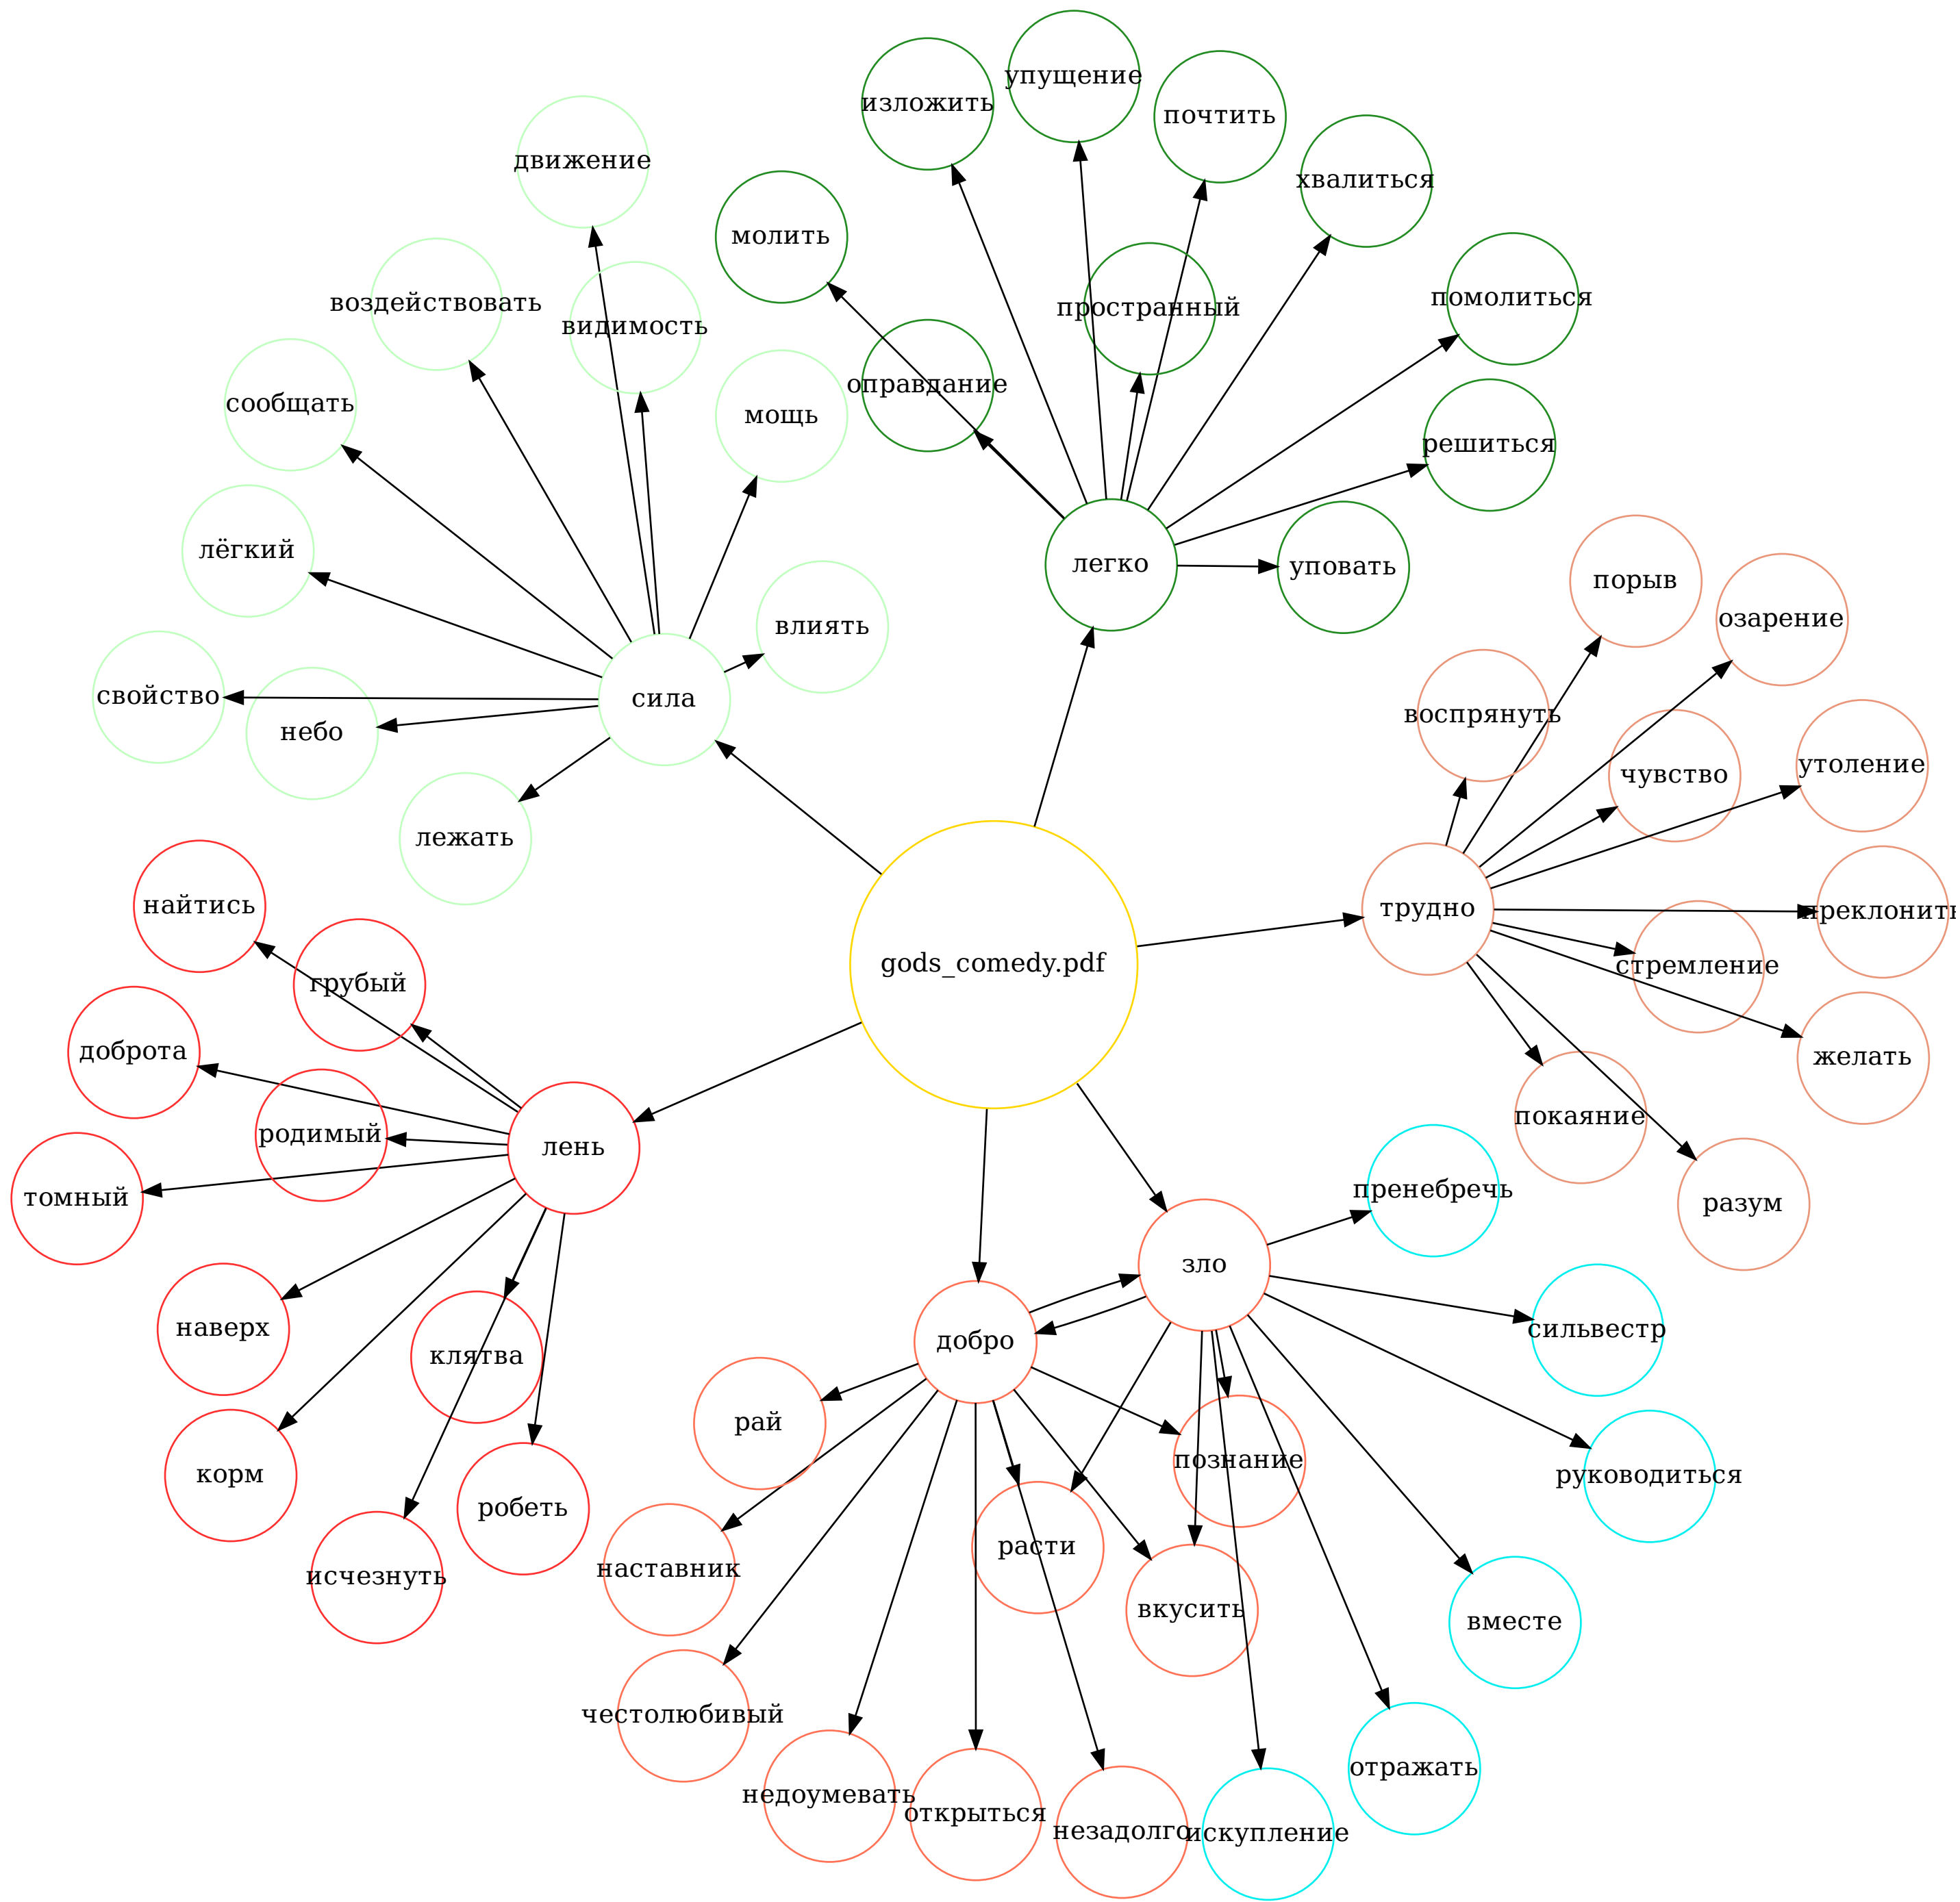 упущение
изложить
почтить
движение
хвалиться
молить
помолиться
воздействовать
пространный
видимость
оправдание
сообщать
мощь
решиться
лёгкий
легко
уповать
порыв
озарение
влиять
свойство
сила
воспрянуть
небо
утоление
чувство
лежать
найтись
трудно
gods_comedy.pdf
стремление
грубый
доброта
желать
покаяние
родимый
лень
пренебречь
томный
разум
зло
наверх
сильвестр
добро
клятва
рай
познание
корм
руководиться
робеть
расти
наставник
исчезнуть
вкусить
вместе
честолюбивый
отражать
недоумевать
открыться
незадолго
искупление